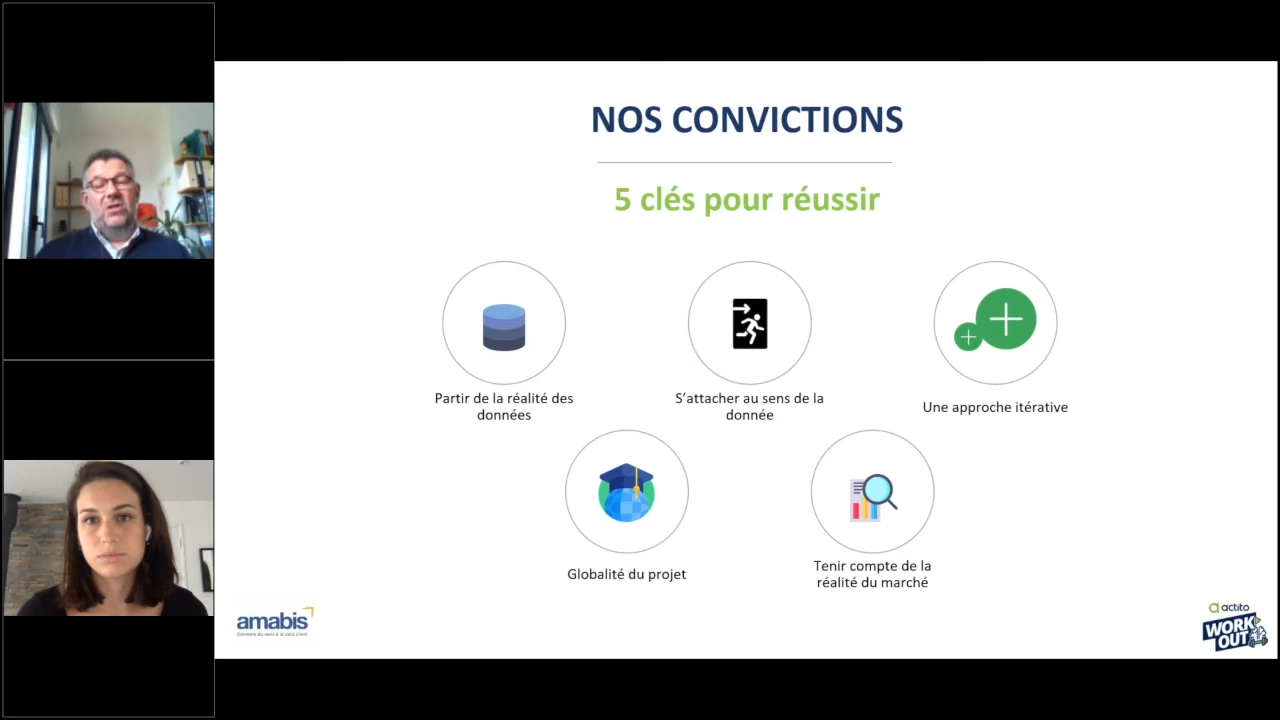 NOS CONVICTIONS
5 clés pour réussir
Partir de la réalité des
données
S'attacher au sens de la
donnée
Une approche itérative
Globalité du projet
Tenir compte de la
réalité du marché
amabis
actito
WORK
OUT